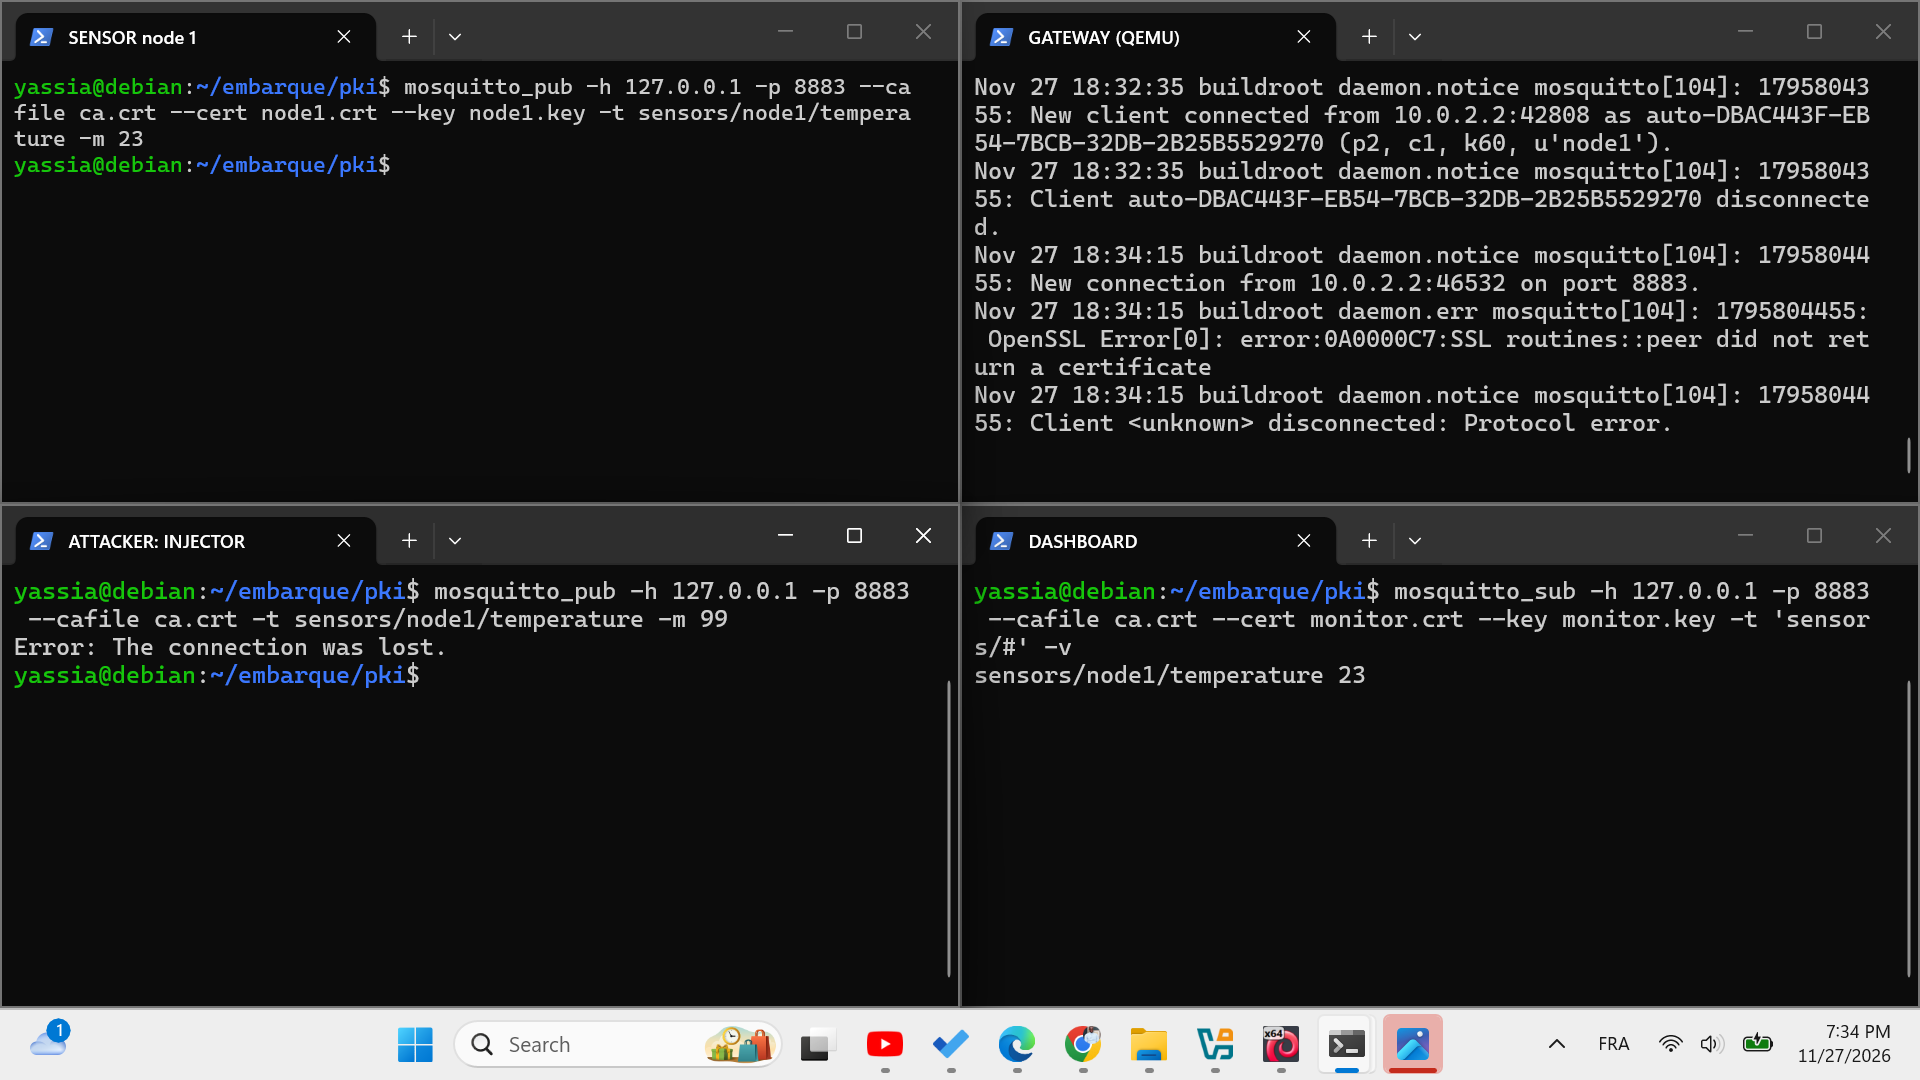 SENSOR node 1
yassia@debian:~/embarque/pki$ mosquitto_pub -h 127.0.0.1 -p 8883 --ca
file ca.crt --cert node1.crt --key node1.key -t sensors/node1/tempera
ture -m 23
yassia@debian:~/embarque/pki$
GATEWAY (QEMU)
Nov 27 18:32:35 buildroot daemon.notice mosquitto[104]: 17958043
55: New client connected from 10.0.2.2:42808 as auto-DBAC443F-EB
54-7BCB-32DB-2B25B5529270 (p2, c1, k60, u'node1').
Nov 27 18:32:35 buildroot daemon.notice mosquitto[104]: 17958043
55: Client auto-DBAC443F-EB54-7BCB-32DB-2B25B5529270 disconnecte
d.
Nov 27 18:34:15 buildroot daemon.notice mosquitto[104]: 17958044
55: New connection from 10.0.2.2:46532 on port 8883.
Nov 27 18:34:15 buildroot daemon.err mosquitto[104]: 1795804455:
 OpenSSL Error[0]: error:0A0000C7:SSL routines::peer did not ret
urn a certificate
Nov 27 18:34:15 buildroot daemon.notice mosquitto[104]: 17958044
55: Client <unknown> disconnected: Protocol error.
ATTACKER: INJECTOR
yassia@debian:~/embarque/pki$ mosquitto_pub -h 127.0.0.1 -p 8883
 --cafile ca.crt -t sensors/node1/temperature -m 99
Error: The connection was lost.
yassia@debian:~/embarque/pki$
DASHBOARD
yassia@debian:~/embarque/pki$ mosquitto_sub -h 127.0.0.1 -p 8883
 --cafile ca.crt --cert monitor.crt --key monitor.key -t 'sensor
s/#' -v
sensors/node1/temperature 23
1
Search
x64
FRA
7:34 PM
11/27/2026